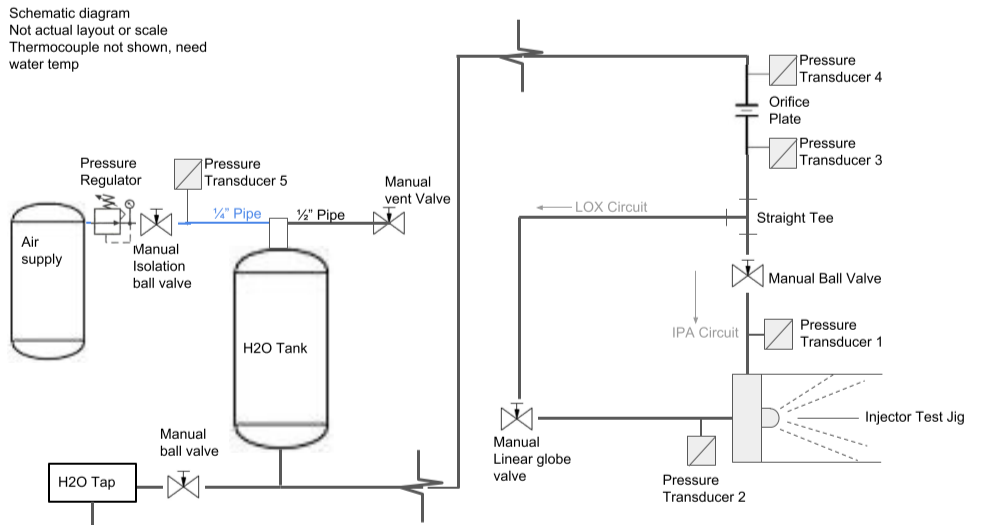 Schematic diagram
Not actual layout or scale
Thermocouple not shown, need
water temp
Pressure
Transducer 4
Orifice
Plate
Pressure
Transducer 3
Pressure
Regulator
Pressure
Transducer 5
Manual
vent Valve
¼” Pipe
½” Pipe
LOX Circuit
Straight Tee
Air
supply
Manual
Isolation
ball valve
Manual Ball Valve
IPA Circuit
Pressure
Transducer 1
H2O Tank
Injector Test Jig
Manual
ball valve
Manual
Linear globe
valve
H2O Tap
Pressure
Transducer 2